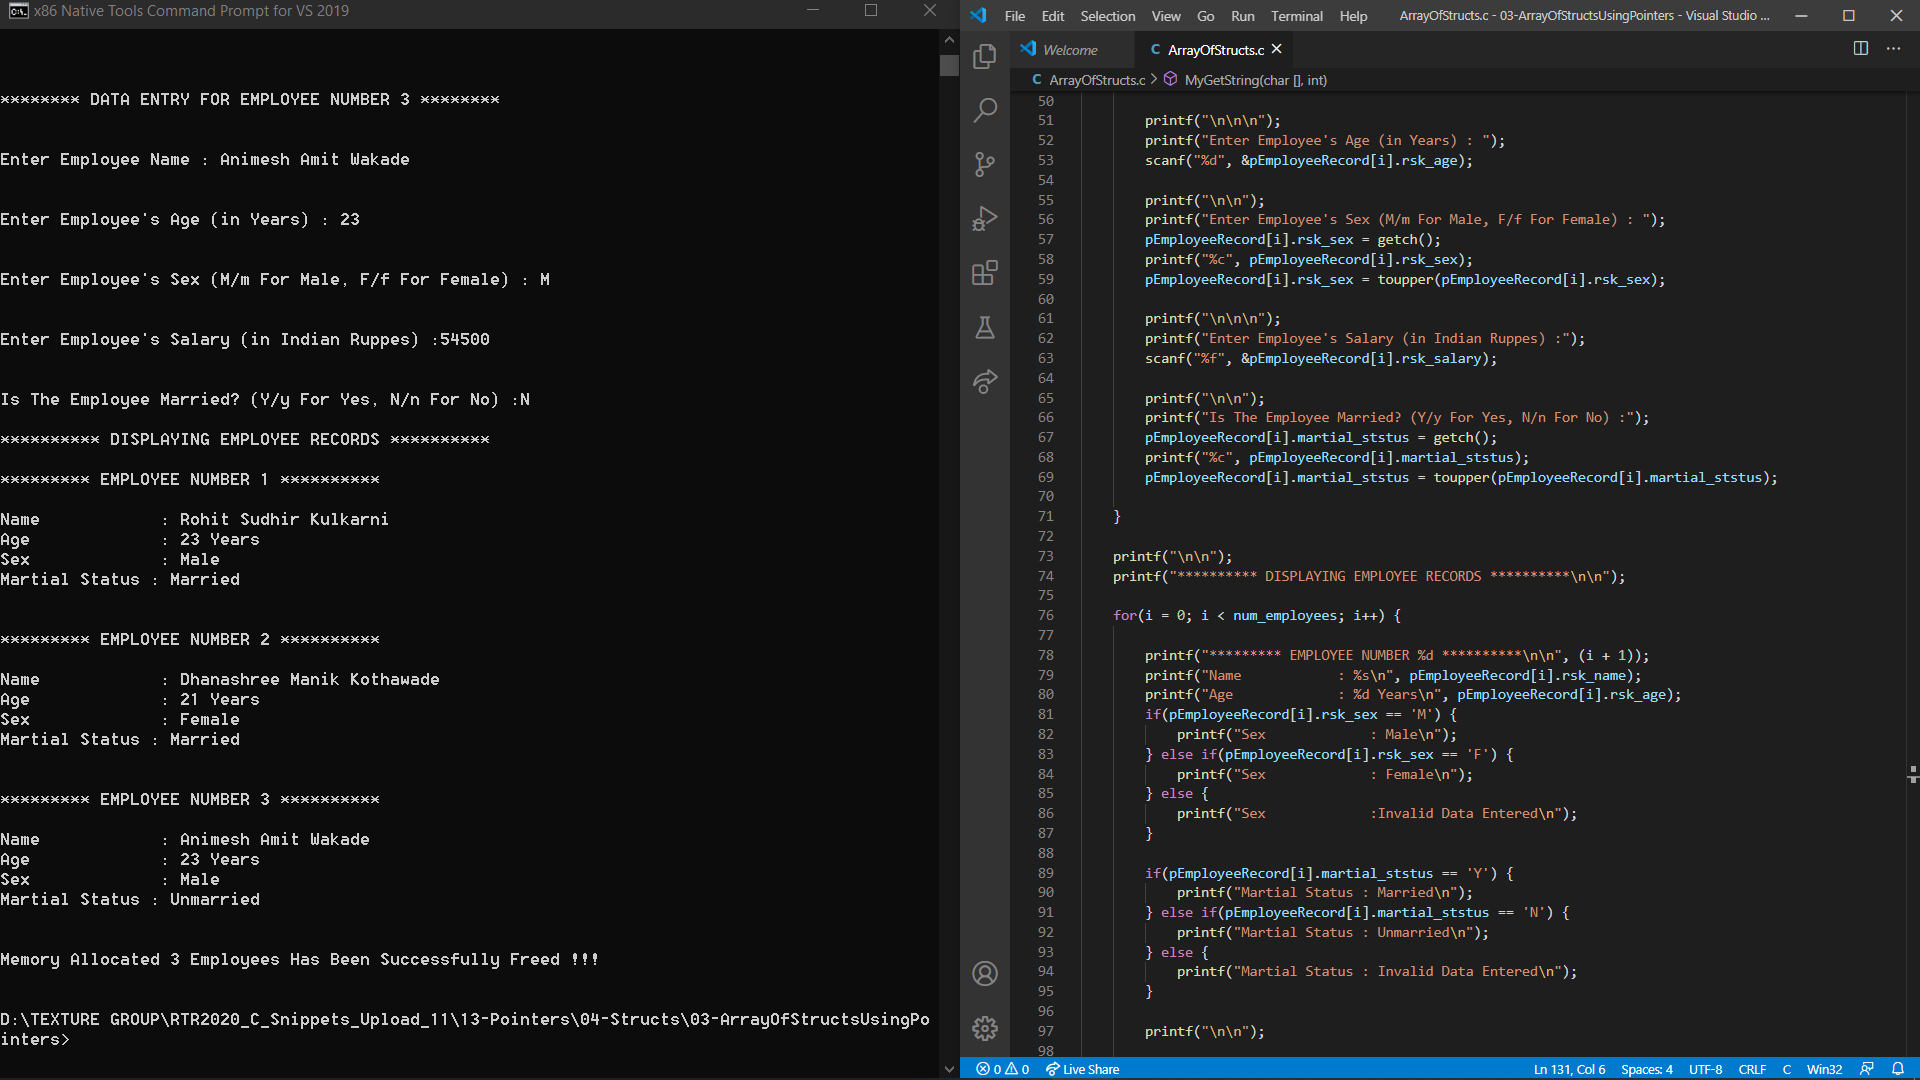 x86 Native Tools Command Prompt for VS 2019
******** DATA ENTRY FOR EMPLOYEE NUMBER 3 ********
Enter Employee Name : Animesh Amit Wakade
Enter Employee's Age (in Years) : 23
Enter Employee's Sex (M/m For Male, F/f For Female) : M
Enter Employee's Salary (in Indian Ruppes) :54500
Is The Employee Married? (Y/y For Yes, N/n For No) :N
********** DISPLAYING EMPLOYEE RECORDS **********
********* EMPLOYEE NUMBER 1 **********
Name            : Rohit Sudhir Kulkarni
Age             : 23 Years
Sex             : Male
Martial Status : Married
********* EMPLOYEE NUMBER 2 **********
Name            : Dhanashree Manik Kothawade
Age             : 21 Years
Sex             : Female
Martial Status : Married
********* EMPLOYEE NUMBER 3 **********
Name            : Animesh Amit Wakade
Age             : 23 Years
Sex             : Male
Martial Status : Unmarried
Memory Allocated 3 Employees Has Been Successfully Freed !!!
D:\TEXTURE GROUP\RTR2020_C_Snippets_Upload_11\13-Pointers\04-Structs\03-ArrayOfStructsUsingPo
inters>
File Edit Selection View Go Run Terminal Help ArrayOfStructs.c - 03-ArrayOfStructsUsingPointers - Visual Studio ...
Welcome C ArrayOfStructs.c
C ArrayOfStructs.c > MyGetString(char [], int)
50
51 printf("\n\n\n");
52 printf("Enter Employee's Age (in Years) : ");
53 scanf("%d", &pEmployeeRecord[i].rsk_age);
54
55 printf("\n\n");
56 printf("Enter Employee's Sex (M/m For Male, F/f For Female) : ");
57 pEmployeeRecord[i].rsk_sex = getch();
58 printf("%c", pEmployeeRecord[i].rsk_sex);
59 pEmployeeRecord[i].rsk_sex = toupper(pEmployeeRecord[i].rsk_sex);
60
61 printf("\n\n\n");
62 printf("Enter Employee's Salary (in Indian Ruppes) :");
63 scanf("%f", &pEmployeeRecord[i].rsk_salary);
64
65 printf("\n\n");
66 printf("Is The Employee Married? (Y/y For Yes, N/n For No) :");
67 pEmployeeRecord[i].martial_ststus = getch();
68 printf("%c", pEmployeeRecord[i].martial_ststus);
69 pEmployeeRecord[i].martial_ststus = toupper(pEmployeeRecord[i].martial_ststus);
70
71 }
72
73 printf("\n\n");
74 printf("********** DISPLAYING EMPLOYEE RECORDS **********\n\n");
75
76 for(i = 0; i < num_employees; i++) {
77
78 printf("********* EMPLOYEE NUMBER %d **********\n\n", (i + 1));
79 printf("Name            : %s\n", pEmployeeRecord[i].rsk_name);
80 printf("Age             : %d Years\n", pEmployeeRecord[i].rsk_age);
81 if(pEmployeeRecord[i].rsk_sex == 'M') {
82 printf("Sex             : Male\n");
83 } else if(pEmployeeRecord[i].rsk_sex == 'F') {
84 printf("Sex             : Female\n");
85 } else {
86 printf("Sex             :Invalid Data Entered\n");
87 }
88
89 if(pEmployeeRecord[i].martial_ststus == 'Y') {
90 printf("Martial Status : Married\n");
91 } else if(pEmployeeRecord[i].martial_ststus == 'N') {
92 printf("Martial Status : Unmarried\n");
93 } else {
94 printf("Martial Status : Invalid Data Entered\n");
95 }
96
97 printf("\n\n");
98
0 0 Live Share Ln 131, Col 6 Spaces: 4 UTF-8 CRLF C Win32